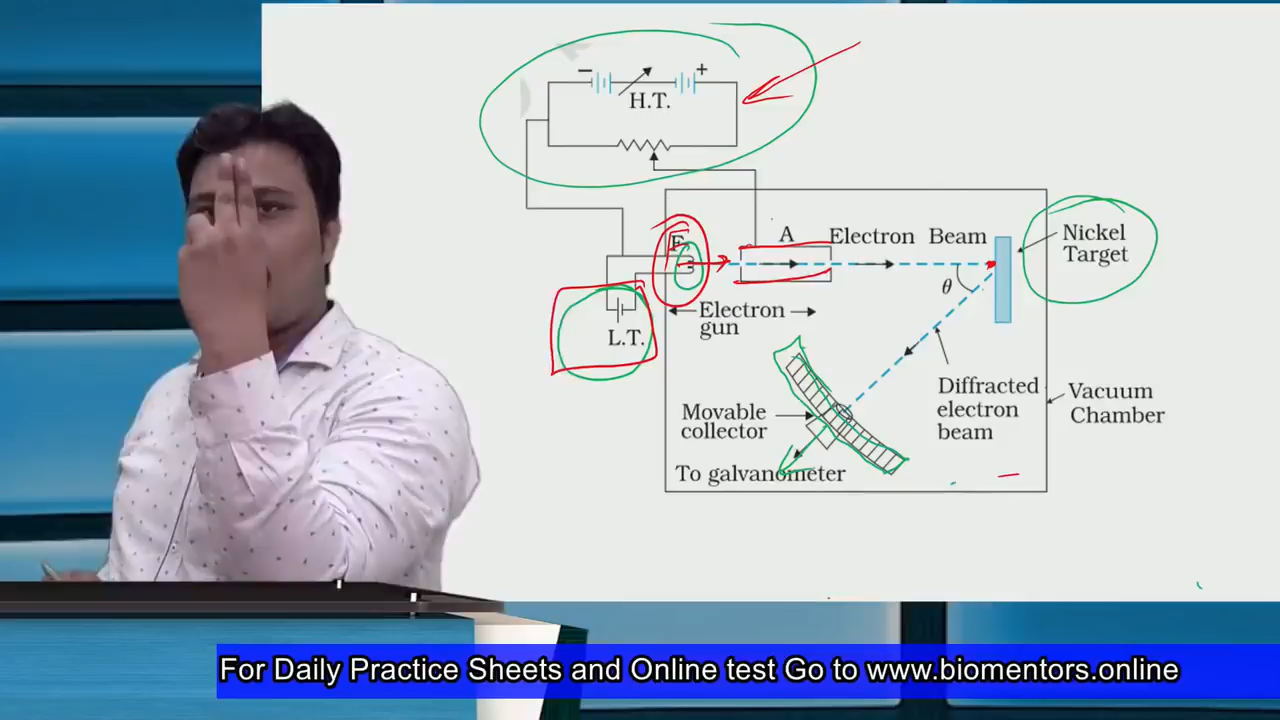 − +
H.T.
A
Electron Beam
Nickel
Target
F
θ
Electron
gun
L.T.
Diffracted
electron
beam
Vacuum
Chamber
Movable
collector
To galvanometer
For Daily Practice Sheets and Online test Go to www.biomentors.online